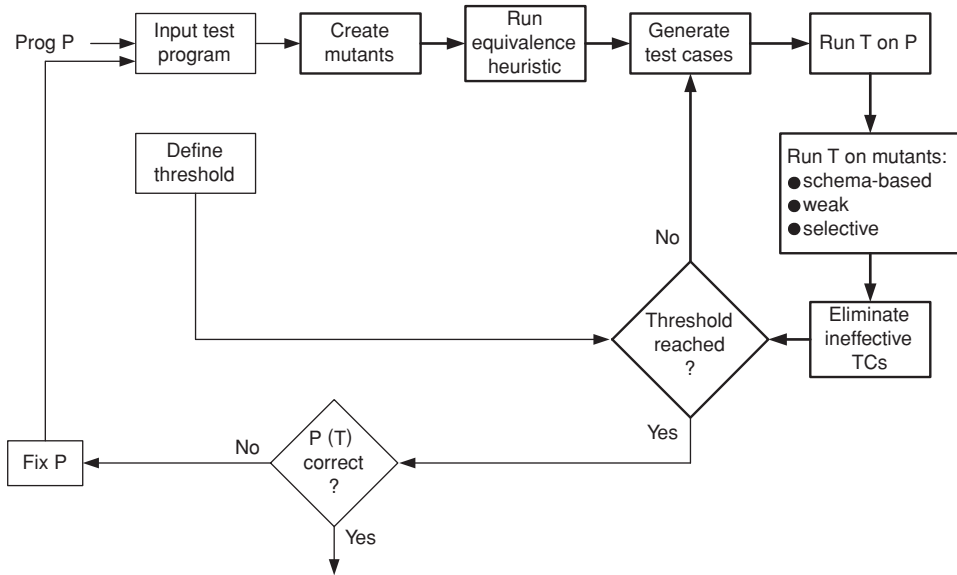 Prog P
Input test
program
Create
mutants
Run
equivalence
heuristic
Generate
test cases
Run T on P
Define
threshold
Run T on mutants:
● schema-based
● weak
● selective
No
Threshold
reached
?
Eliminate
ineffective
TCs
Yes
P (T)
correct
?
No
Fix P
Yes